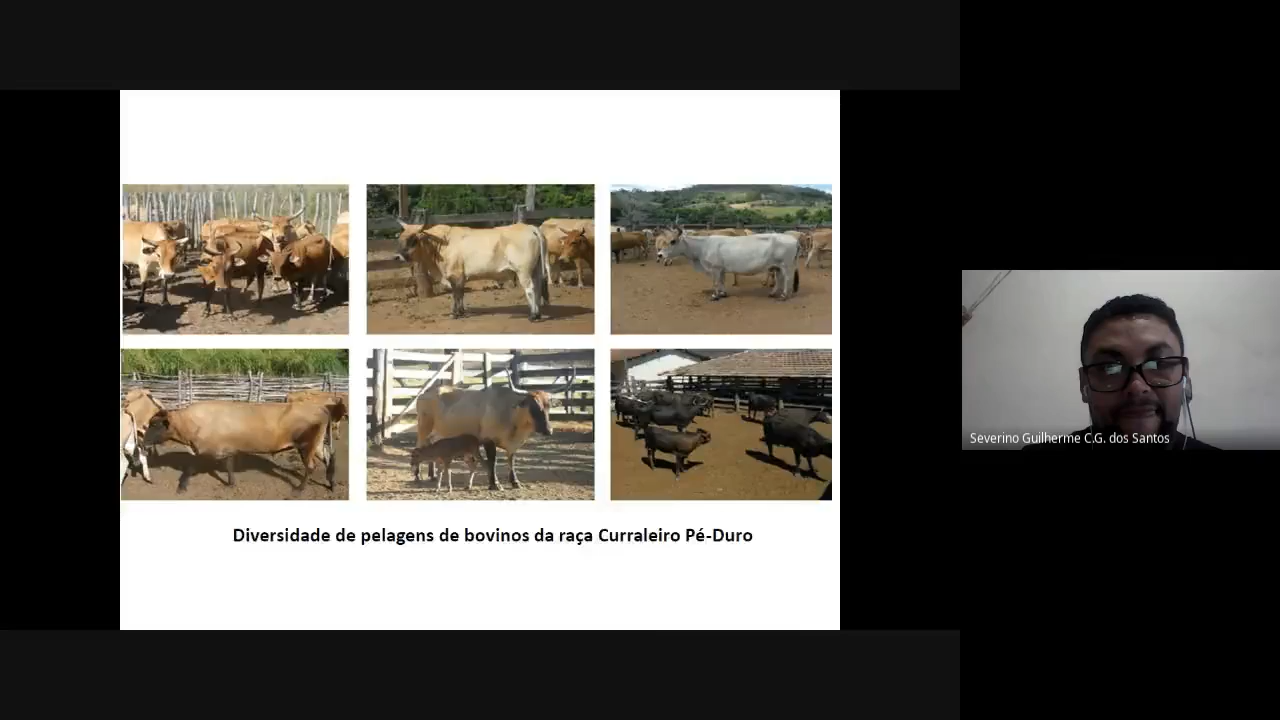 Diversidade de pelagens de bovinos da raça Curraleiro Pé-Duro
Severino Guilherme C.G. dos Santos